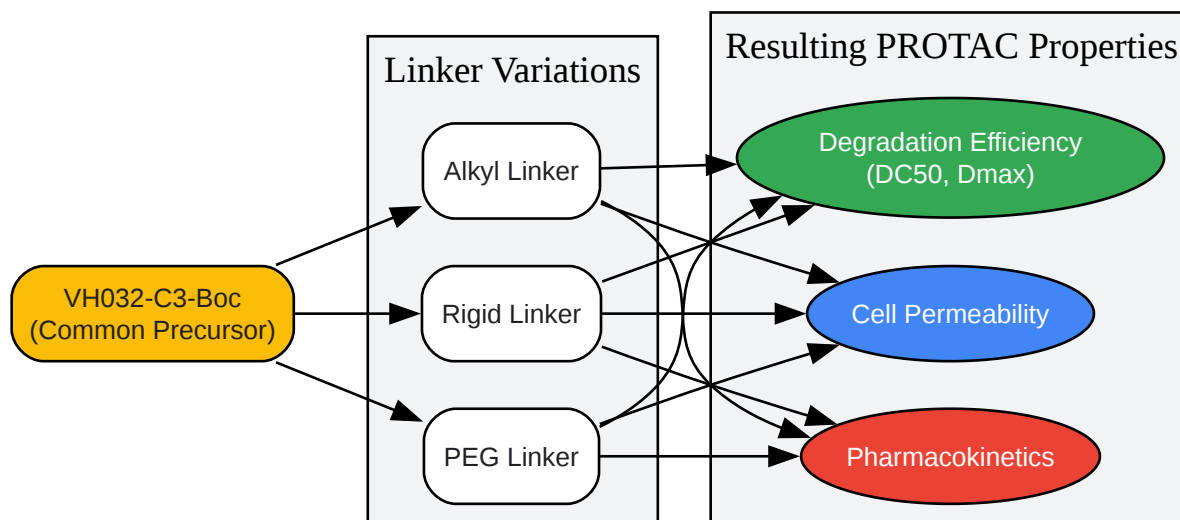 Linker Variations
Resulting PROTAC Properties
VH032-C3-Boc
(Common Precursor)
Alkyl Linker
Rigid Linker
PEG Linker
Degradation Efficiency
(DC50, Dmax)
Cell Permeability
Pharmacokinetics